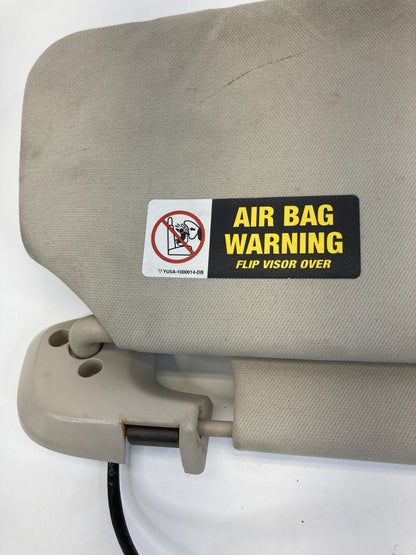 AIR BAG
WARNING
FLIP VISOR OVER
▽ YUSA-1000014-DB